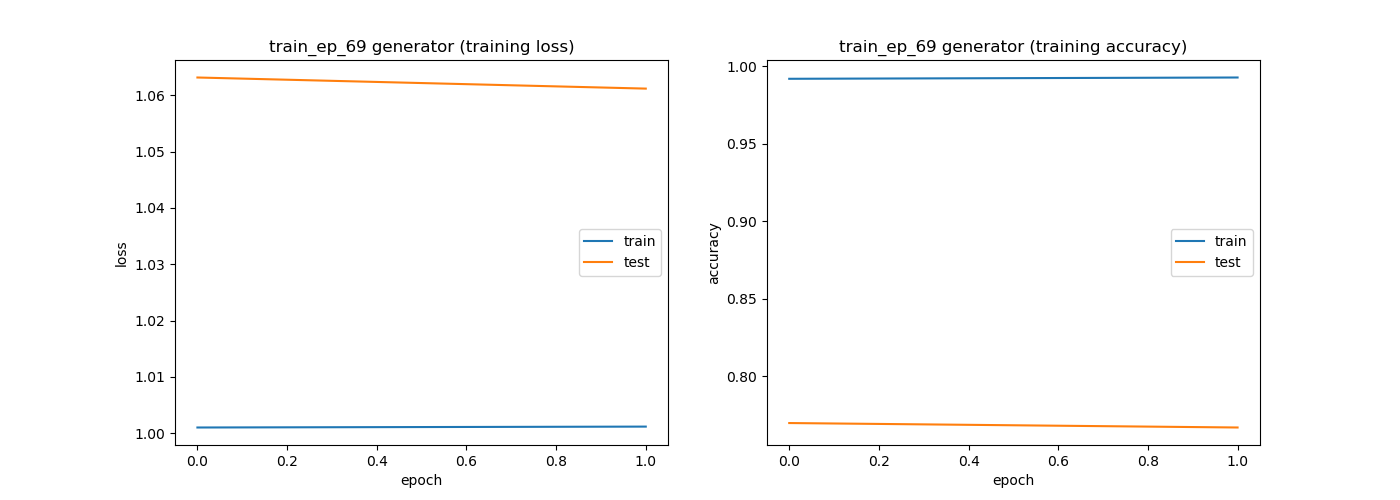 train_ep_69 generator (training loss)
1.06
1.05
1.04
1.03
1.02
1.01
1.00
loss
train
test
0.0 0.2 0.4 0.6 0.8 1.0
epoch
train_ep_69 generator (training accuracy)
1.00
0.95
0.90
0.85
0.80
accuracy
train
test
0.0 0.2 0.4 0.6 0.8 1.0
epoch